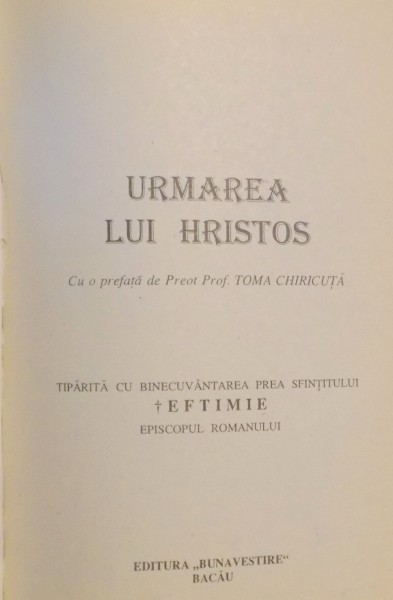 URMAREA
LUI HRISTOS
Cu o prefață de Preot Prof. TOMA CHIRICUȚĂ
TIPĂRITĂ CU BINECUVÂNTAREA PREA SFINȚITULUI
† EFTIMIE
EPISCOPUL ROMANULUI
EDITURA „BUNAVESTIRE“
BACĂU